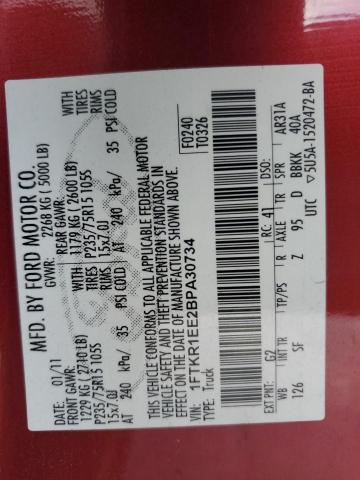 MFD. BY FORD MOTOR CO.
DATE: 01/11 GVWR: 2268 KG ( 5000 LB)
FRONT GAWR: REAR GAWR: WITH
1229 KG ( 2710 LB) 1179 KG ( 2600 LB) TIRES
P235/75R15 105S P235/75R15 105S RIMS
15x7.0J 15x7.0J
AT 240 kPa/ 35 PSI COLD AT 240 kPa/ 35 PSI COLD
WITH
TIRES
RIMS
THIS VEHICLE CONFORMS TO ALL APPLICABLE FEDERAL MOTOR
VEHICLE SAFETY AND THEFT PREVENTION STANDARDS IN
EFFECT ON THE DATE OF MANUFACTURE SHOWN ABOVE.
VIN: 1FTKR1EE2BPA30734 F0240
TYPE: Truck T0326
EXT PNT: G2 RC: 41 DSO:
WB INT TR TP/PS R AXLE TR SPR AR31A
126 SF Z 95 D BBKK 40A
UTC ▽5U5A-1520472-BA